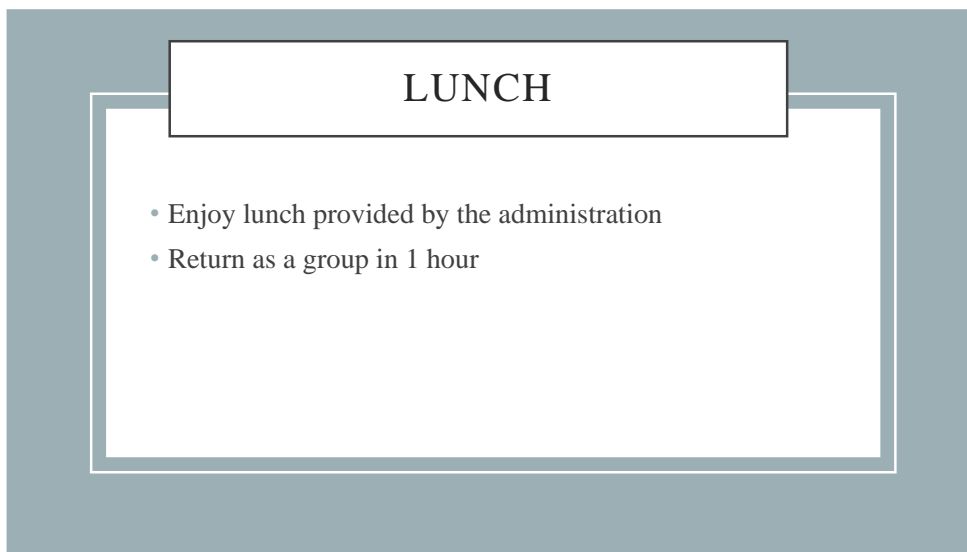 LUNCH
• Enjoy lunch provided by the administration
• Return as a group in 1 hour